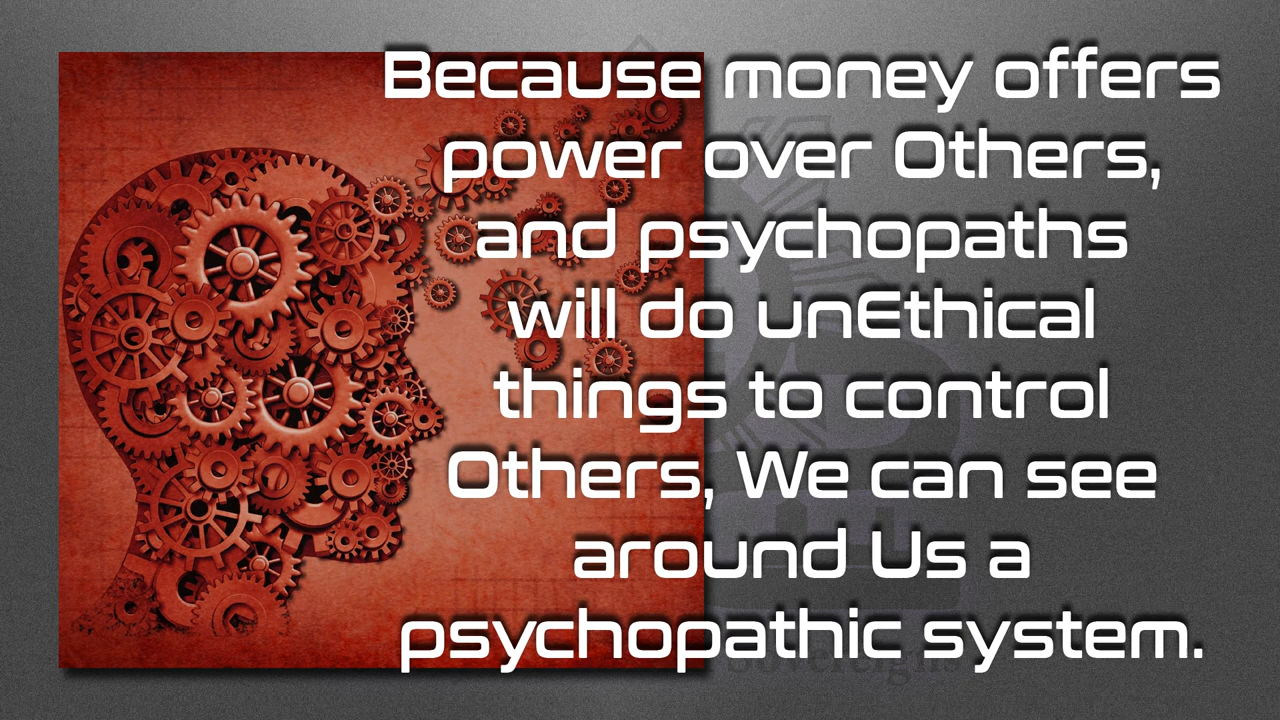 Because money offers
power over Others,
and psychopaths
will do unEthical
things to control
Others, We can see
around Us a
psychopathic system.